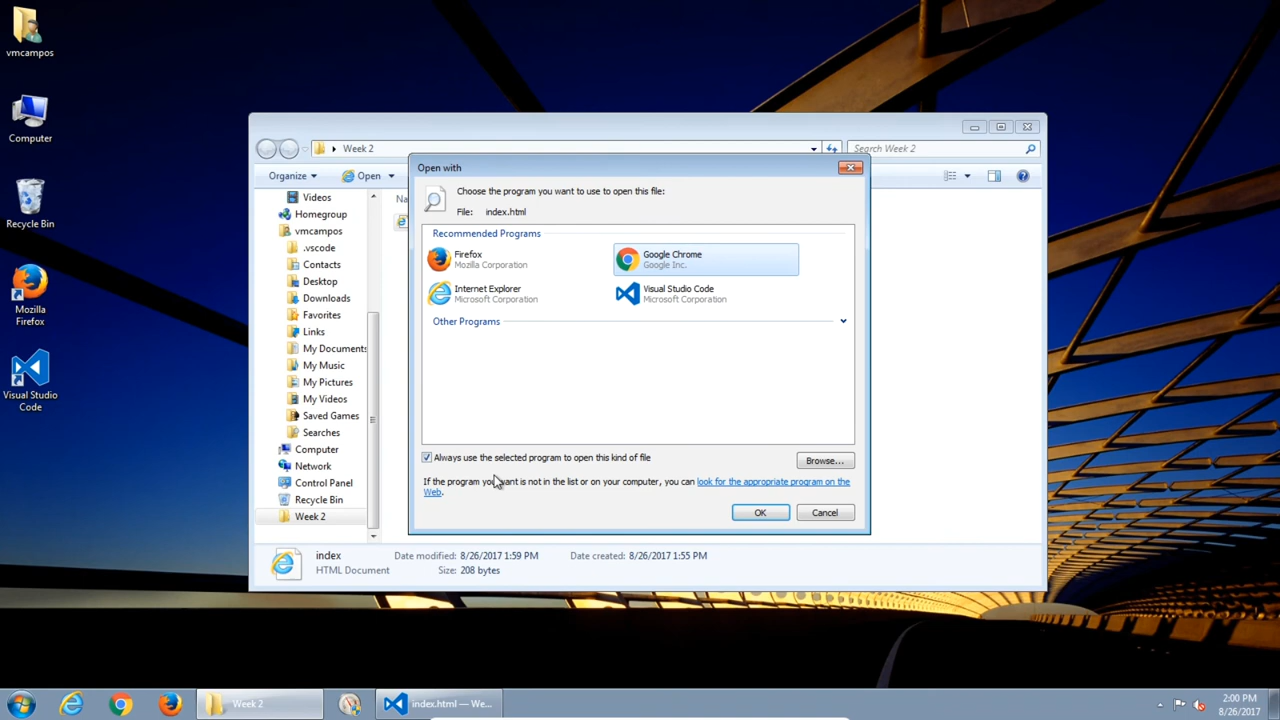 vmcampos
Computer
Recycle Bin
Mozilla
Firefox
Visual Studio
Code
Week 2
Search Week 2
Organize
Open
Videos
Homegroup
vmcampos
.vscode
Contacts
Desktop
Downloads
Favorites
Links
My Documents
My Music
My Pictures
My Videos
Saved Games
Searches
Computer
Network
Control Panel
Recycle Bin
Week 2
Na
Open with
Choose the program you want to use to open this file:
File: index.html
Recommended Programs
Firefox
Mozilla Corporation
Google Chrome
Google Inc.
Internet Explorer
Microsoft Corporation
Visual Studio Code
Microsoft Corporation
Other Programs
Always use the selected program to open this kind of file
Browse...
If the program you want is not in the list or on your computer, you can look for the appropriate program on the
Web.
OK
Cancel
index
Date modified: 8/26/2017 1:59 PM
Date created: 8/26/2017 1:55 PM
HTML Document
Size: 208 bytes
Week 2
index.html — We...
2:00 PM
8/26/2017